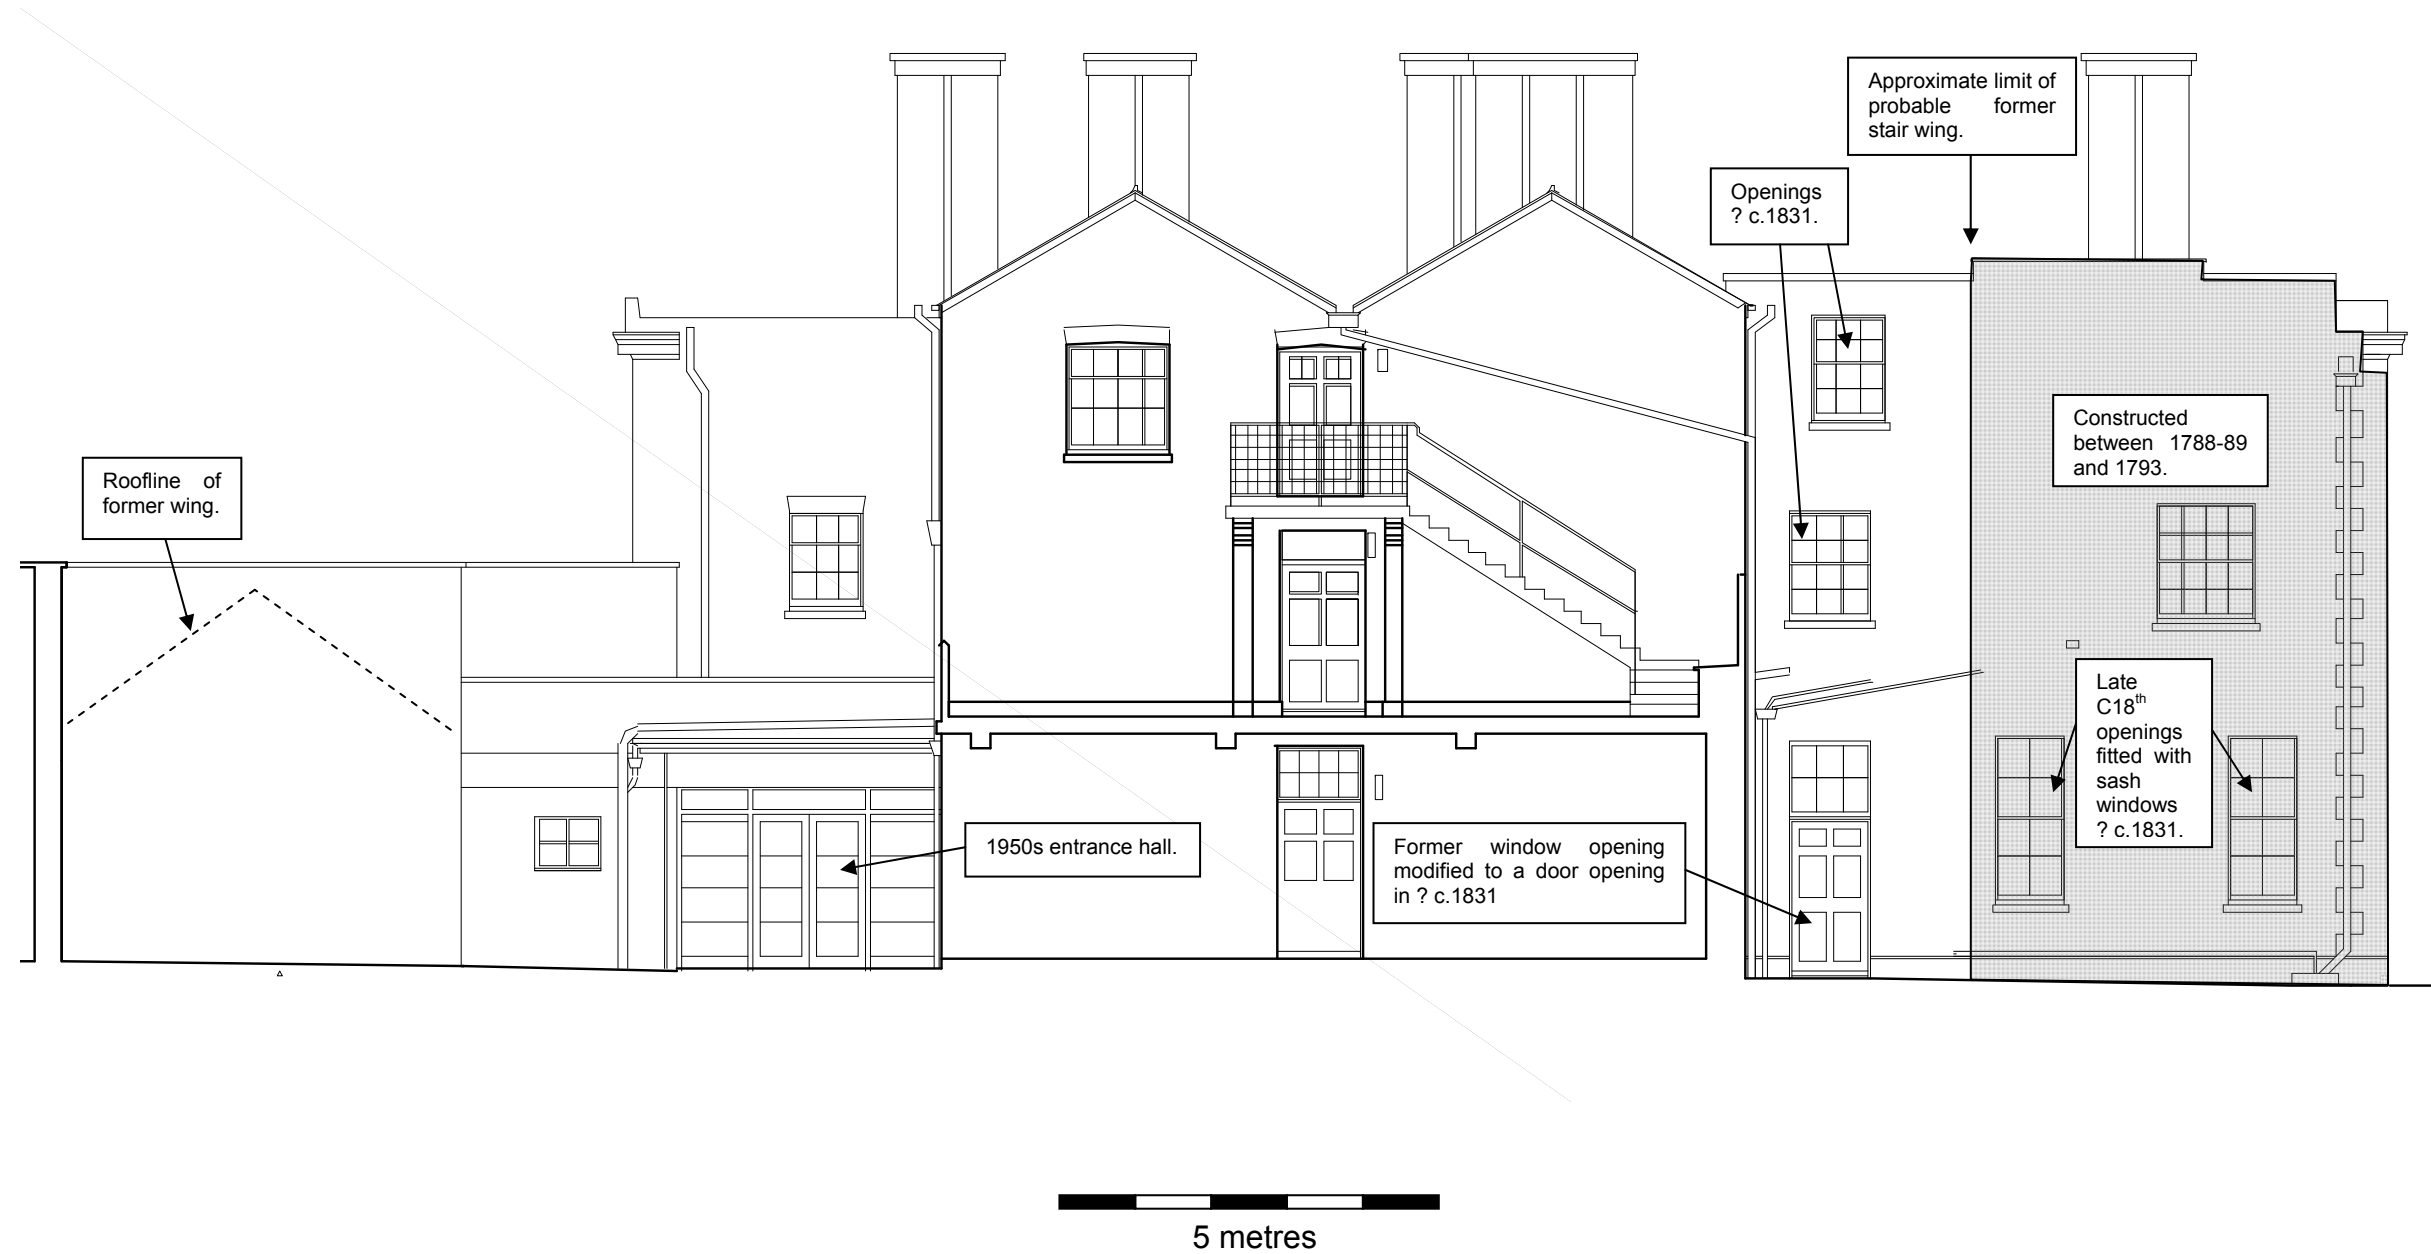 Approximate limit of
probable former
stair wing.
Openings
? c.1831.
Constructed
between 1788-89
and 1793.
Roofline of
former wing.
Late
C18th
openings
fitted with
sash
windows
? c.1831.
1950s entrance hall.
Former window opening
modified to a door opening
in ? c.1831
5 metres